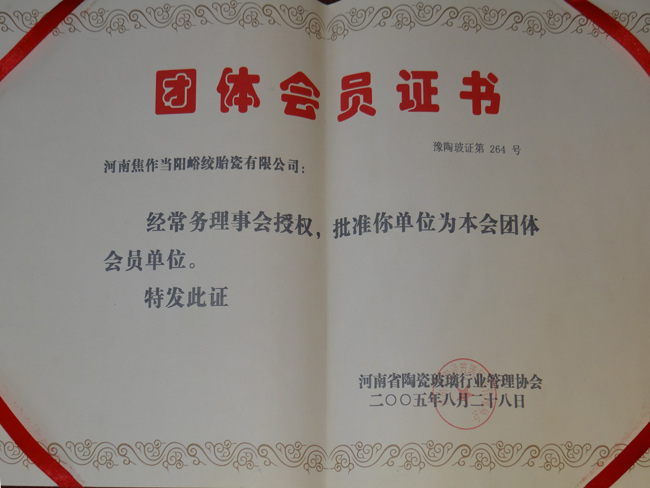 团体会员证书
豫陶玻证第 264 号
河南焦作当阳峪绞胎瓷有限公司：
经常务理事会授权，批准你单位为本会团体
会员单位。
特发此证
河南省陶瓷玻璃行业管理协会
二〇〇五年八月二十八日